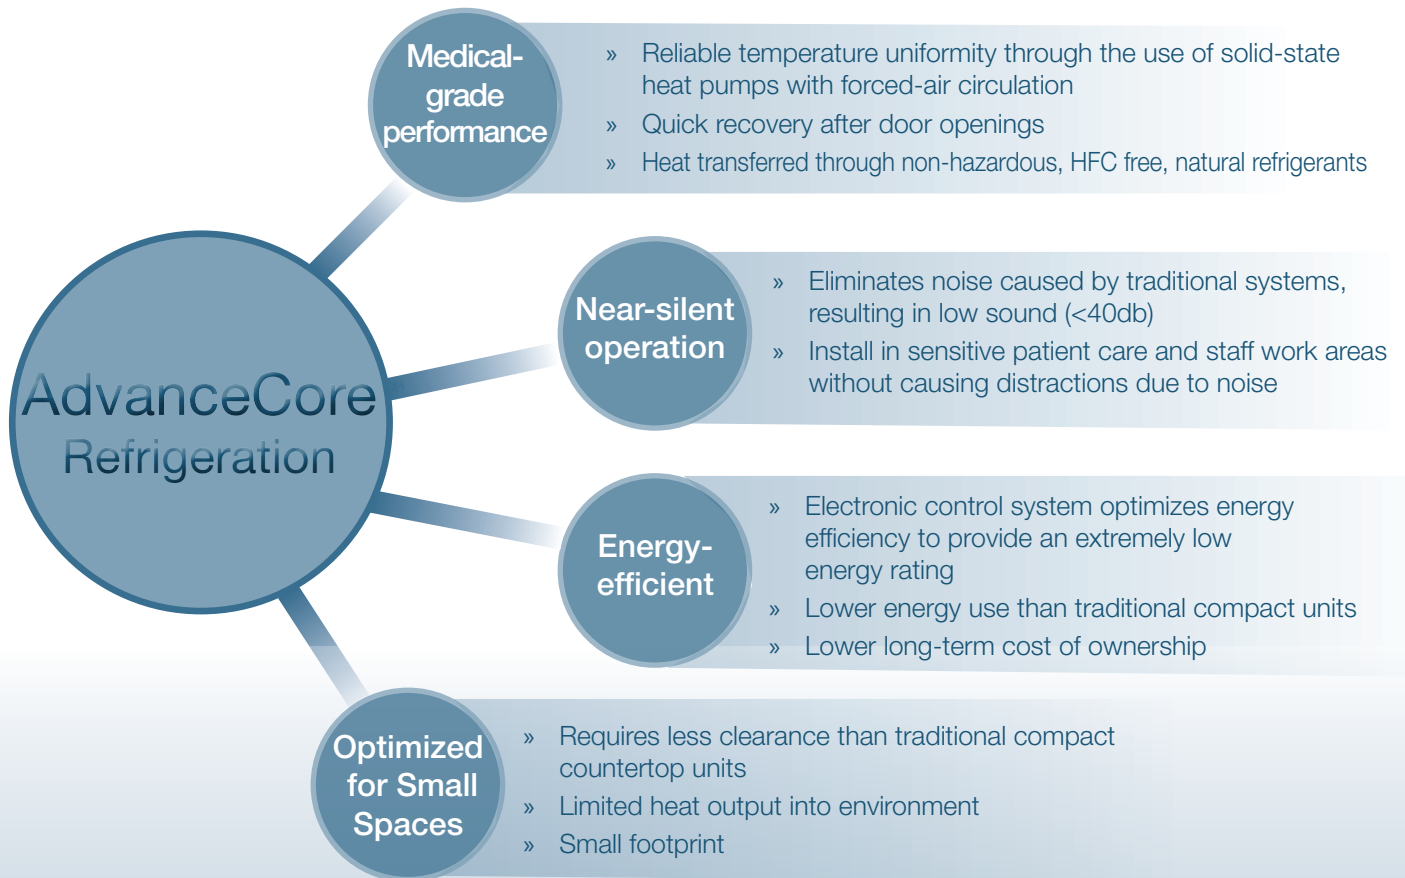 Medical-
grade
performance
» Reliable temperature uniformity through the use of solid-state
heat pumps with forced-air circulation
» Quick recovery after door openings
» Heat transferred through non-hazardous, HFC free, natural refrigerants
AdvanceCore
Refrigeration
Near-silent
operation
» Eliminates noise caused by traditional systems,
resulting in low sound (<40db)
» Install in sensitive patient care and staff work areas
without causing distractions due to noise
Energy-
efficient
» Electronic control system optimizes energy
efficiency to provide an extremely low
energy rating
» Lower energy use than traditional compact units
» Lower long-term cost of ownership
Optimized
for Small
Spaces
» Requires less clearance than traditional compact
countertop units
» Limited heat output into environment
» Small footprint